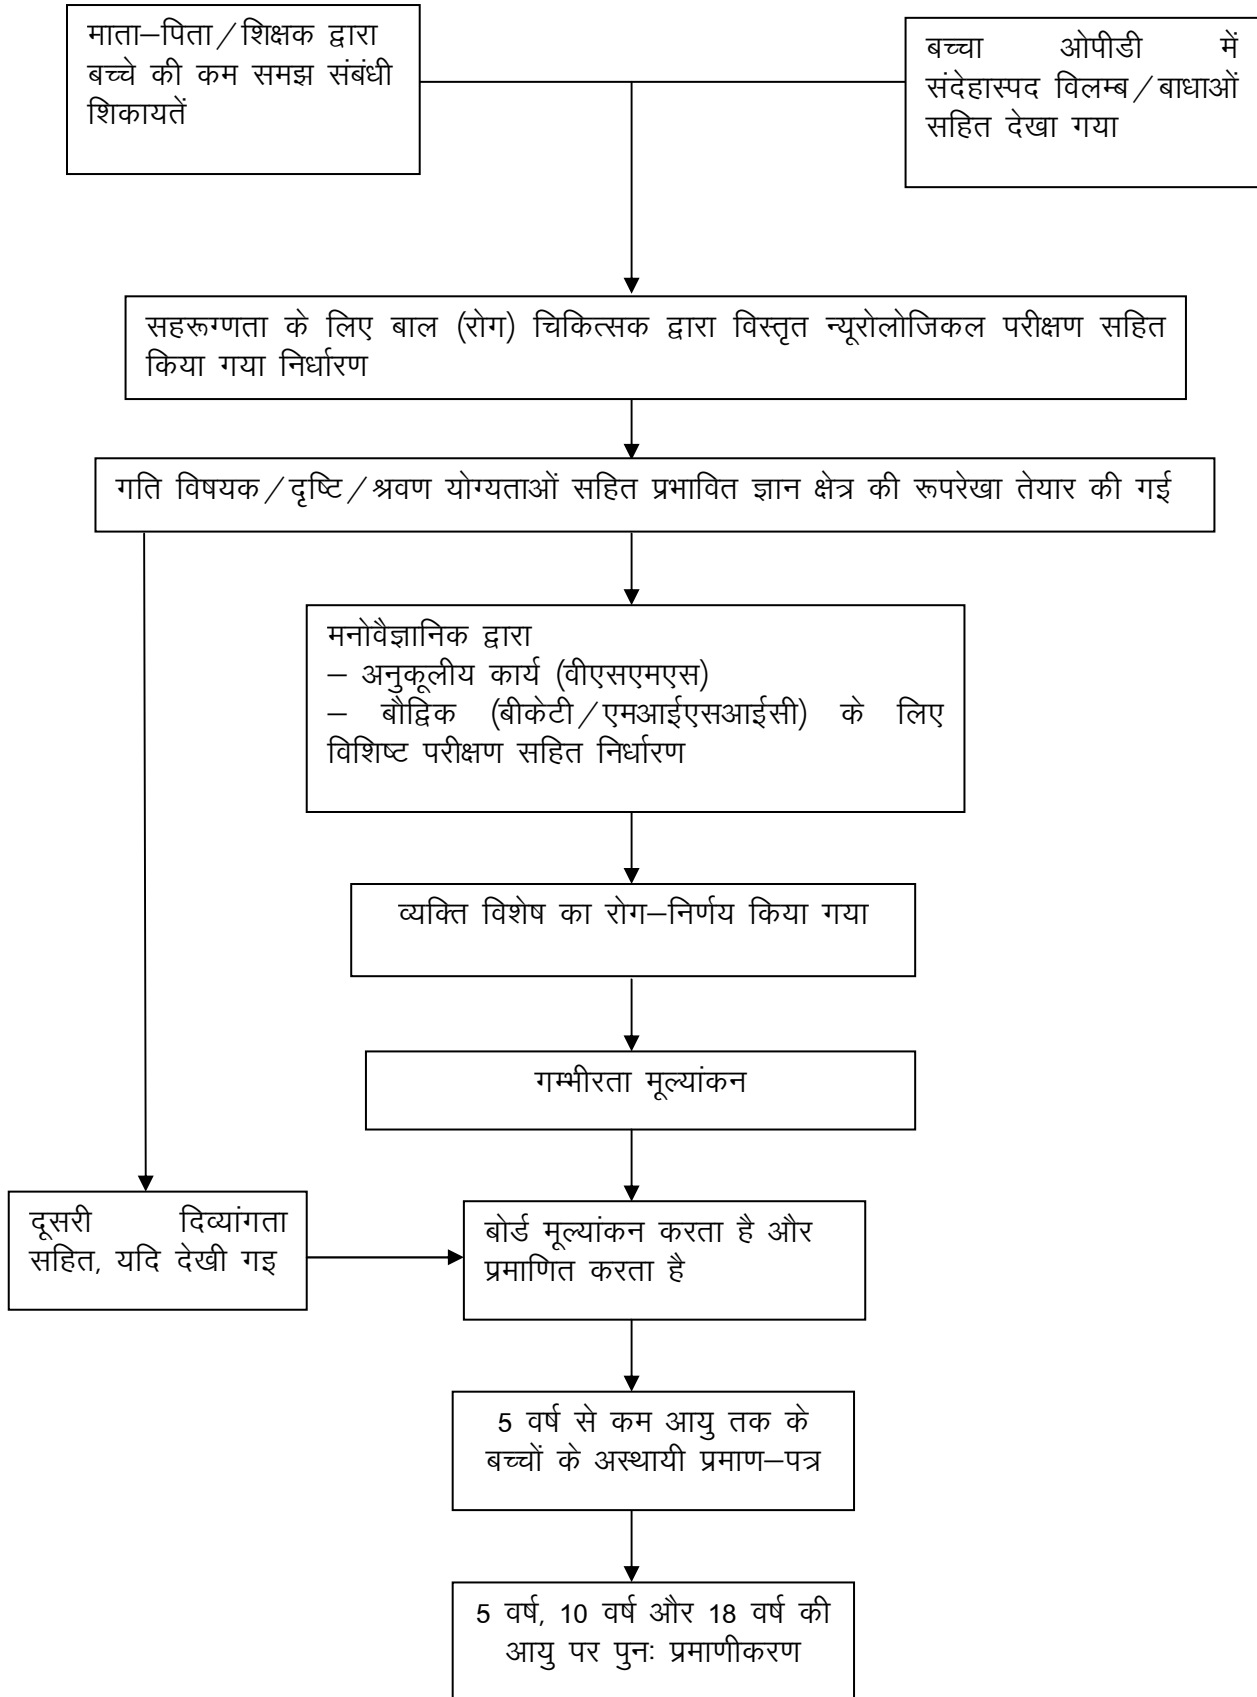 माता–पिता/शिक्षक द्वारा
बच्चे की कम समझ संबंधी
शिकायतें
बच्चा ओपीडी में
संदेहास्पद विलम्ब/बाधाओं
सहित देखा गया
सहरूग्णता के लिए बाल (रोग) चिकित्सक द्वारा विस्तृत न्यूरोलोजिकल परीक्षण सहित
किया गया निर्धारण
गति विषयक/दृष्टि/श्रवण योग्यताओं सहित प्रभावित ज्ञान क्षेत्र की रूपरेखा तैयार की गई
मनोवैज्ञानिक द्वारा
– अनुकूलीय कार्य (वीएसएमएस)
– बौद्विक (बीकेटी/एमआईएसआईसी) के लिए
विशिष्ट परीक्षण सहित निर्धारण
व्यक्ति विशेष का रोग–निर्णय किया गया
गम्भीरता मूल्यांकन
दूसरी दिव्यांगता
सहित, यदि देखी गइ
बोर्ड मूल्यांकन करता है और
प्रमाणित करता है
5 वर्ष से कम आयु तक के
बच्चों के अस्थायी प्रमाण–पत्र
5 वर्ष, 10 वर्ष और 18 वर्ष की
आयु पर पुनः प्रमाणीकरण